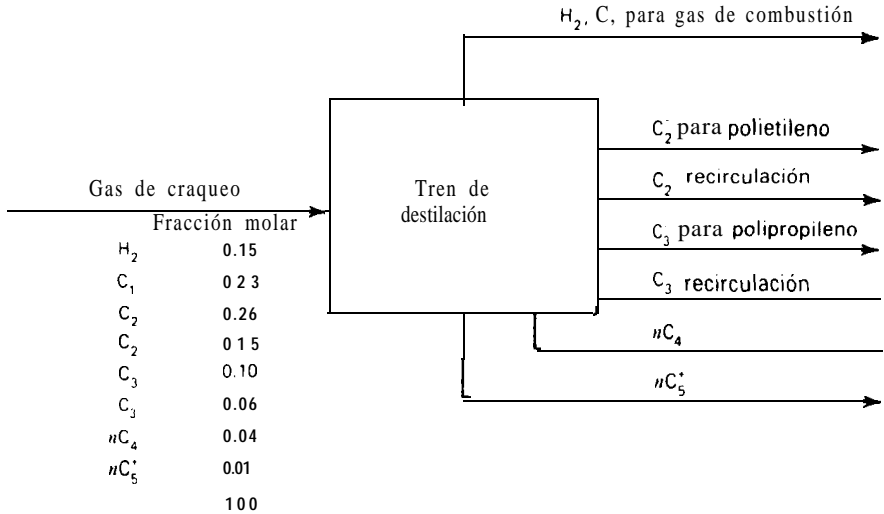 H₂, C, para gas de combustión
C₂⁻ para polietileno
Gas de craqueo
Tren de
destilación
C₂ recirculación
Fracción molar
C₃ para polipropileno
H₂ 0.15
C₁ 0 2 3
C₃ recirculación
C₂ 0.26
nC₄
C₂ 0 1 5
C₃ 0.10
nC₅⁺
C₃ 0.06
nC₄ 0.04
nC₅⁺ 0.01
1 0 0